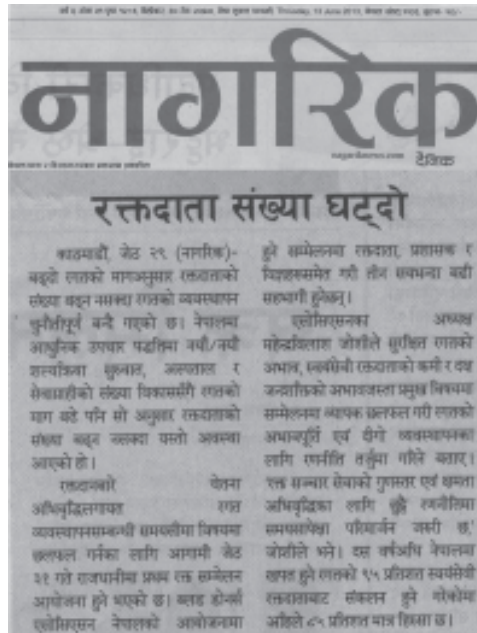 नागरिक
nagariknews.com
दैनिक
रक्तदाता संख्या घट्दो
काठमाडौं, जेठ २९ (नागरिक)-
बढ्दो रगतको मागअनुसार रक्तदाताको
संख्या बढ्न नसक्दा रगतको व्यवस्थापन
चुनौतीपूर्ण बन्दै गएको छ। नेपालमा
आधुनिक उपचार पद्धतिमा नयाँ/नयाँ
शल्यक्रिया सुरुवात, अस्पताल र
सेवाग्राहीको संख्या विकाससँगै रगतको
माग बढे पनि सो अनुसार रक्तदाताको
संख्या बढ्न नसक्दा यस्तो अवस्था
आएको हो।
रक्तदानबारे चेतना
अभिवृद्धिलगायत रगत
व्यवस्थापनसम्बन्धी समसामयिक विषयमा
छलफल गर्नका लागि आगामी जेठ
३१ गते राजधानीमा प्रथम रक्त सम्मेलन
आयोजना हुने भएको छ। ब्लड डोनर्स
एसोसिएसन नेपालको आयोजनामा
हुने सम्मेलनमा रक्तदाता, प्रशासक र
चिकित्सकसमेत गरी तीन सयभन्दा बढी
सहभागी हुनेछन्।
एसोसिएसनका अध्यक्ष
महेन्द्रविलाश जोशीले सुरक्षित रगतको
अभाव, स्वयंसेवी रक्तदाताको कमी र दक्ष
जनशक्तिको अभावजस्ता प्रमुख विषयमा
सम्मेलनमा व्यापक छलफल गरी रगतको
अभावपूर्ति एवं दीगो व्यवस्थापनका
लागि रणनीति तर्जुमा गरिने बताए।
'रक्त सञ्चार सेवाको गुणस्तर एवं क्षमता
अभिवृद्धिका लागि छुट्टै रणनीतिमा
समयसापेक्ष परिमार्जन जरुरी छ,'
जोशीले भने। दस वर्षअघि नेपालमा
खपत हुने रगतको ९५ प्रतिशत स्वयंसेवी
रक्तदाताबाट संकलन हुने गरेकोमा
अहिले ८५ प्रतिशत मात्र हिस्सा छ।